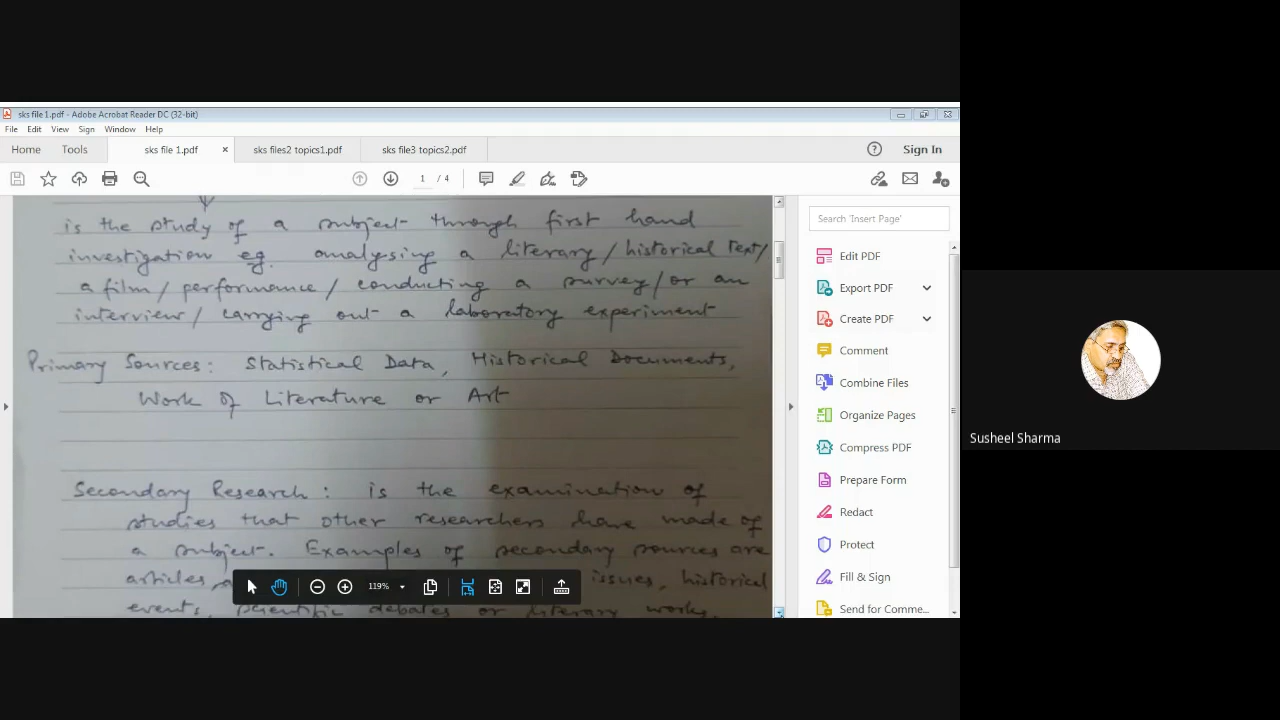 sks file 1.pdf - Adobe Acrobat Reader DC (32-bit)
File Edit View Sign Window Help
Home Tools sks file 1.pdf × sks files2 topics1.pdf sks file3 topics2.pdf Sign In
1 / 4
is the study of a subject through first hand
investigation eg. analysing a literary/historical text/
a film/performance/conducting a survey/or an
interview/carrying out a laboratory experiment
Primary Sources: Statistical Data, Historical Documents,
Work of Literature or Art
Secondary Research: is the examination of
studies that other researchers have made of
a subject. Examples of secondary sources are
articles, issues, historical
events, scientific debates or literary works.
119%
Search 'Insert Page'
Edit PDF
Export PDF
Create PDF
Comment
Combine Files
Organize Pages
Compress PDF
Prepare Form
Redact
Protect
Fill & Sign
Send for Comme...
Susheel Sharma